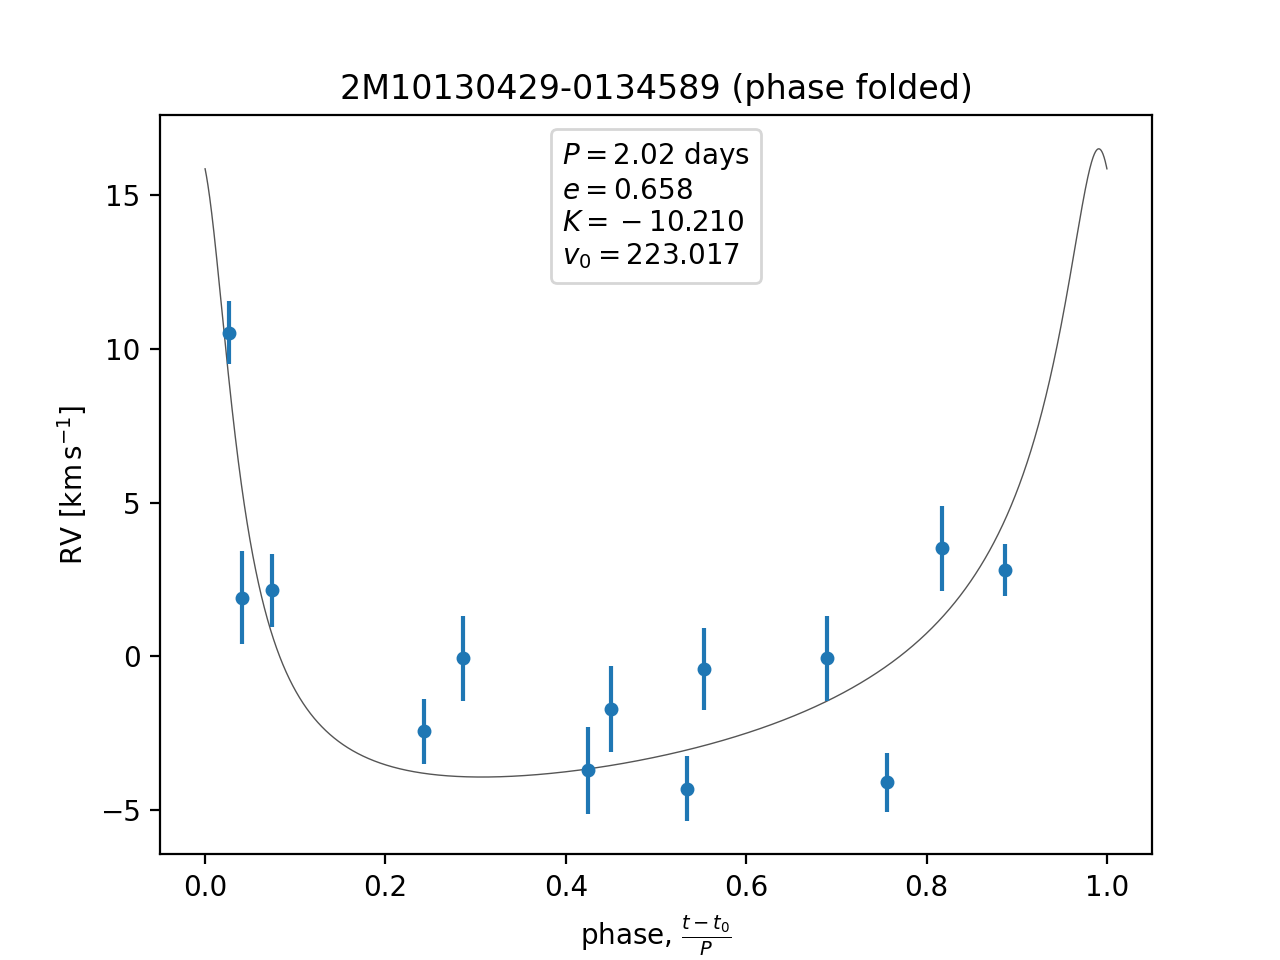 2M10130429-0134589 (phase folded)
P = 2.02 days
e = 0.658
K = −10.210
v₀ = 223.017
RV [km s⁻¹]
15
10
5
0
−5
0.0 0.2 0.4 0.6 0.8 1.0
phase, (t − t₀)/P